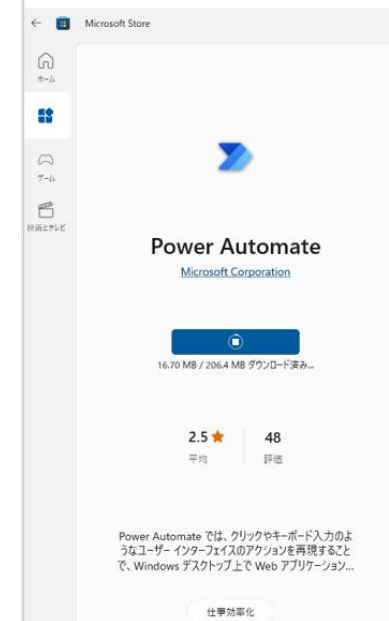 Microsoft Store
ホーム
ゲーム
映画とテレビ
Power Automate
Microsoft Corporation
16.70 MB / 206.4 MB ダウンロード済み...
2.5 48
平均 評価
Power Automate では、クリックやキーボード入力のよ
うなユーザー インターフェイスのアクションを再現すること
で、Windows デスクトップ上で Web アプリケーション...
仕事効率化